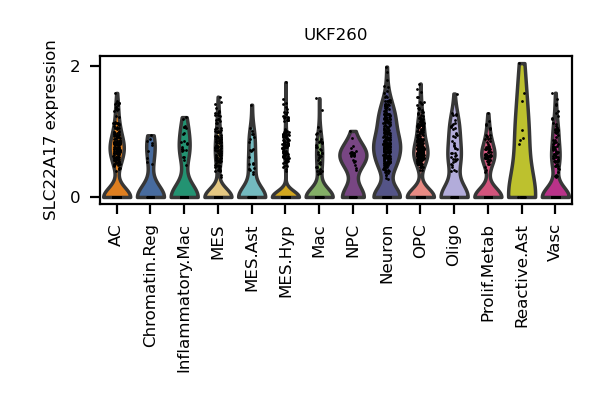 UKF260
SLC22A17 expression
2
0
AC
Chromatin.Reg
Inflammatory.Mac
MES
MES.Ast
MES.Hyp
Mac
NPC
Neuron
OPC
Oligo
Prolif.Metab
Reactive.Ast
Vasc